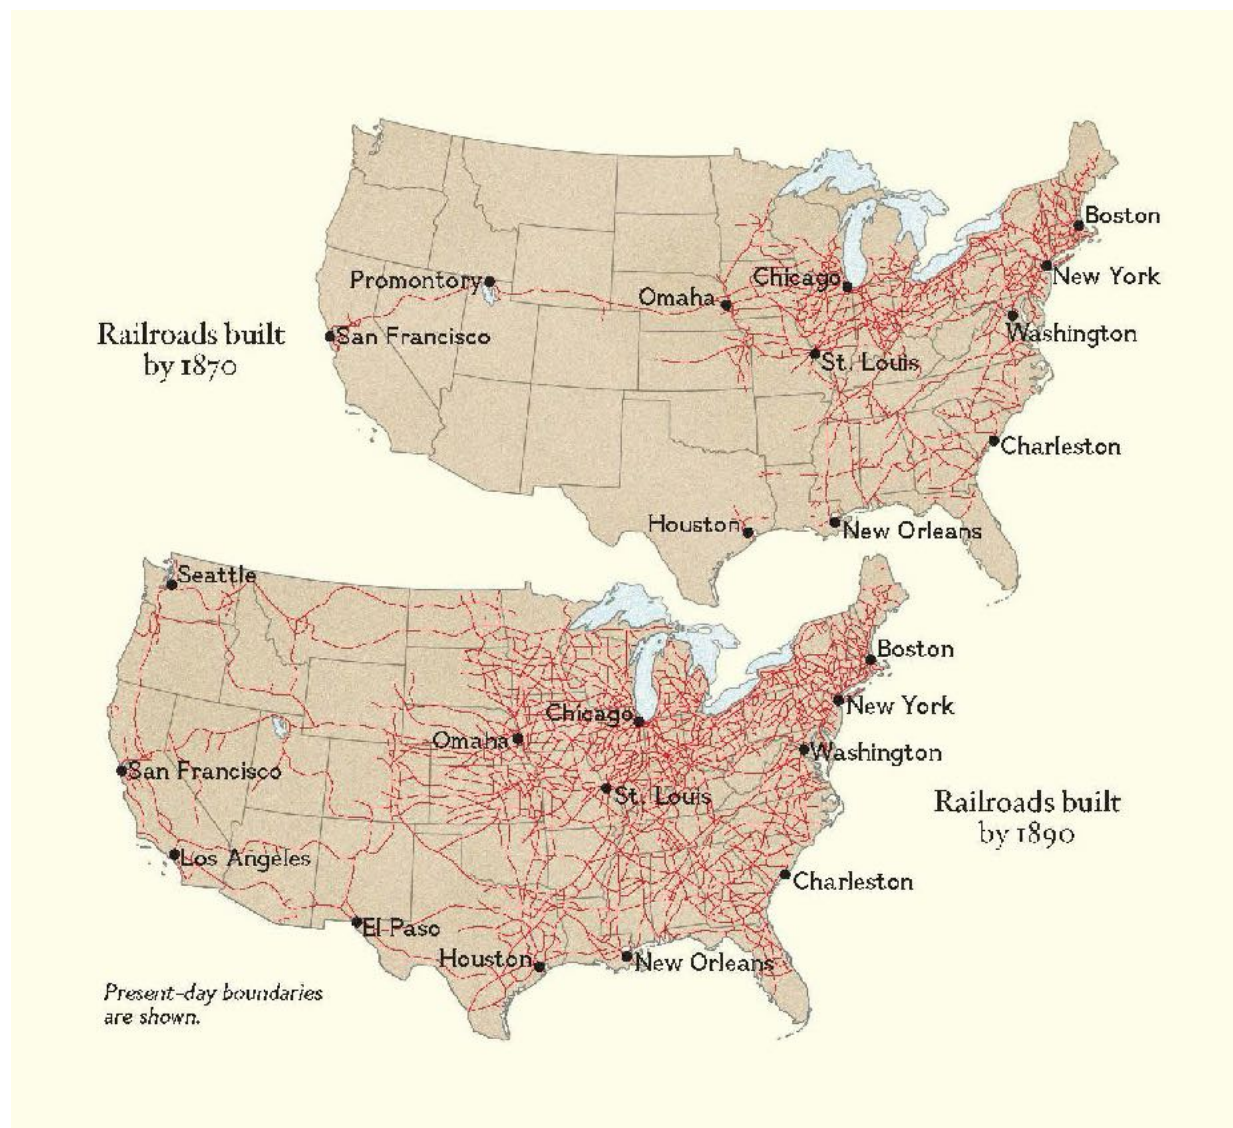 Boston
Promontory
Chicago
New York
Omaha
Railroads built
by 1870
San Francisco
Washington
St. Louis
Charleston
Houston
New Orleans
Seattle
Boston
Chicago
New York
Omaha
Washington
San Francisco
St. Louis
Railroads built
by 1890
Los Angeles
Charleston
El Paso
Houston
New Orleans
Present-day boundaries
are shown.